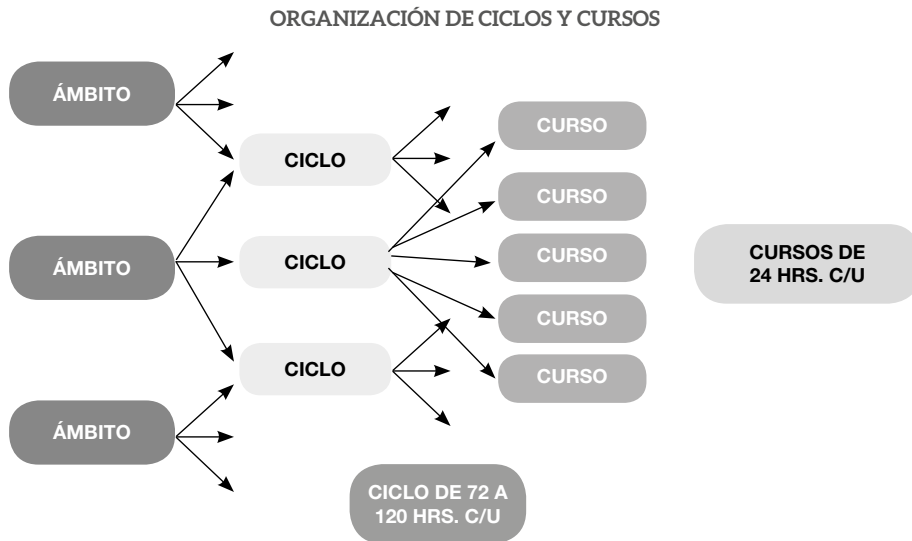 ORGANIZACIÓN DE CICLOS Y CURSOS
ÁMBITO
ÁMBITO
ÁMBITO
CICLO
CICLO
CICLO
CURSO
CURSO
CURSO
CURSO
CURSO
CURSOS DE
24 HRS. C/U
CICLO DE 72 A
120 HRS. C/U